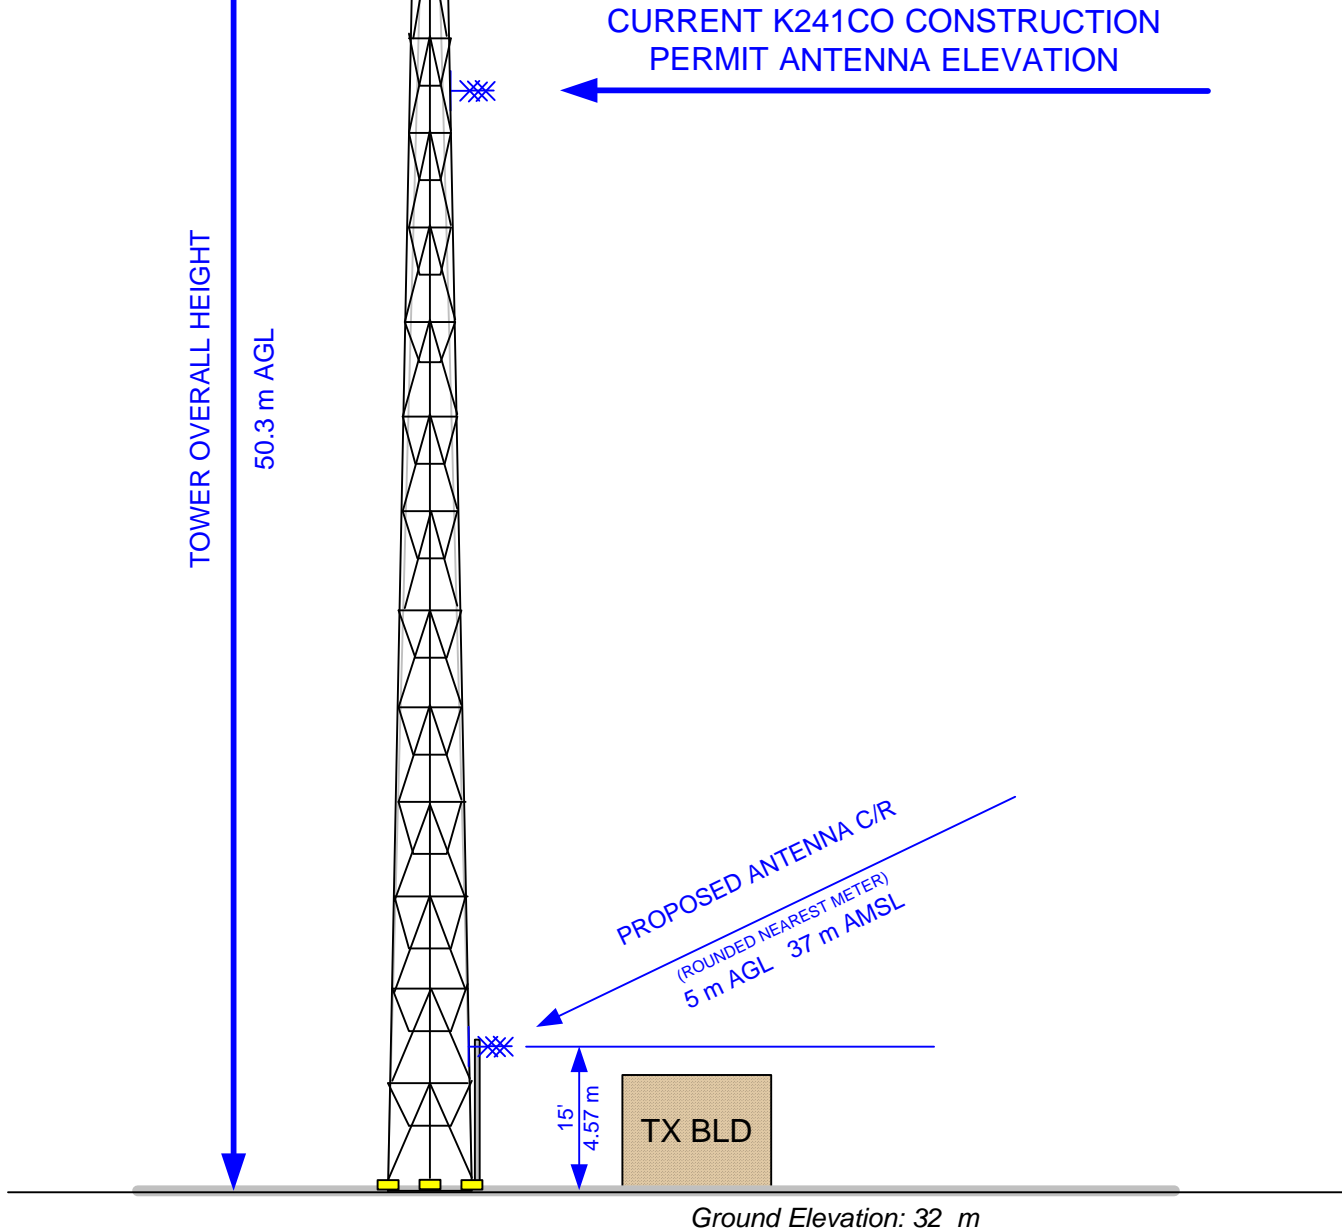 CURRENT K241CO CONSTRUCTION
PERMIT ANTENNA ELEVATION
TOWER OVERALL HEIGHT
50.3 m AGL
PROPOSED ANTENNA C/R
(ROUNDED NEAREST METER)
5 m AGL 37 m AMSL
15'
4.57 m
TX BLD
Ground Elevation: 32 m